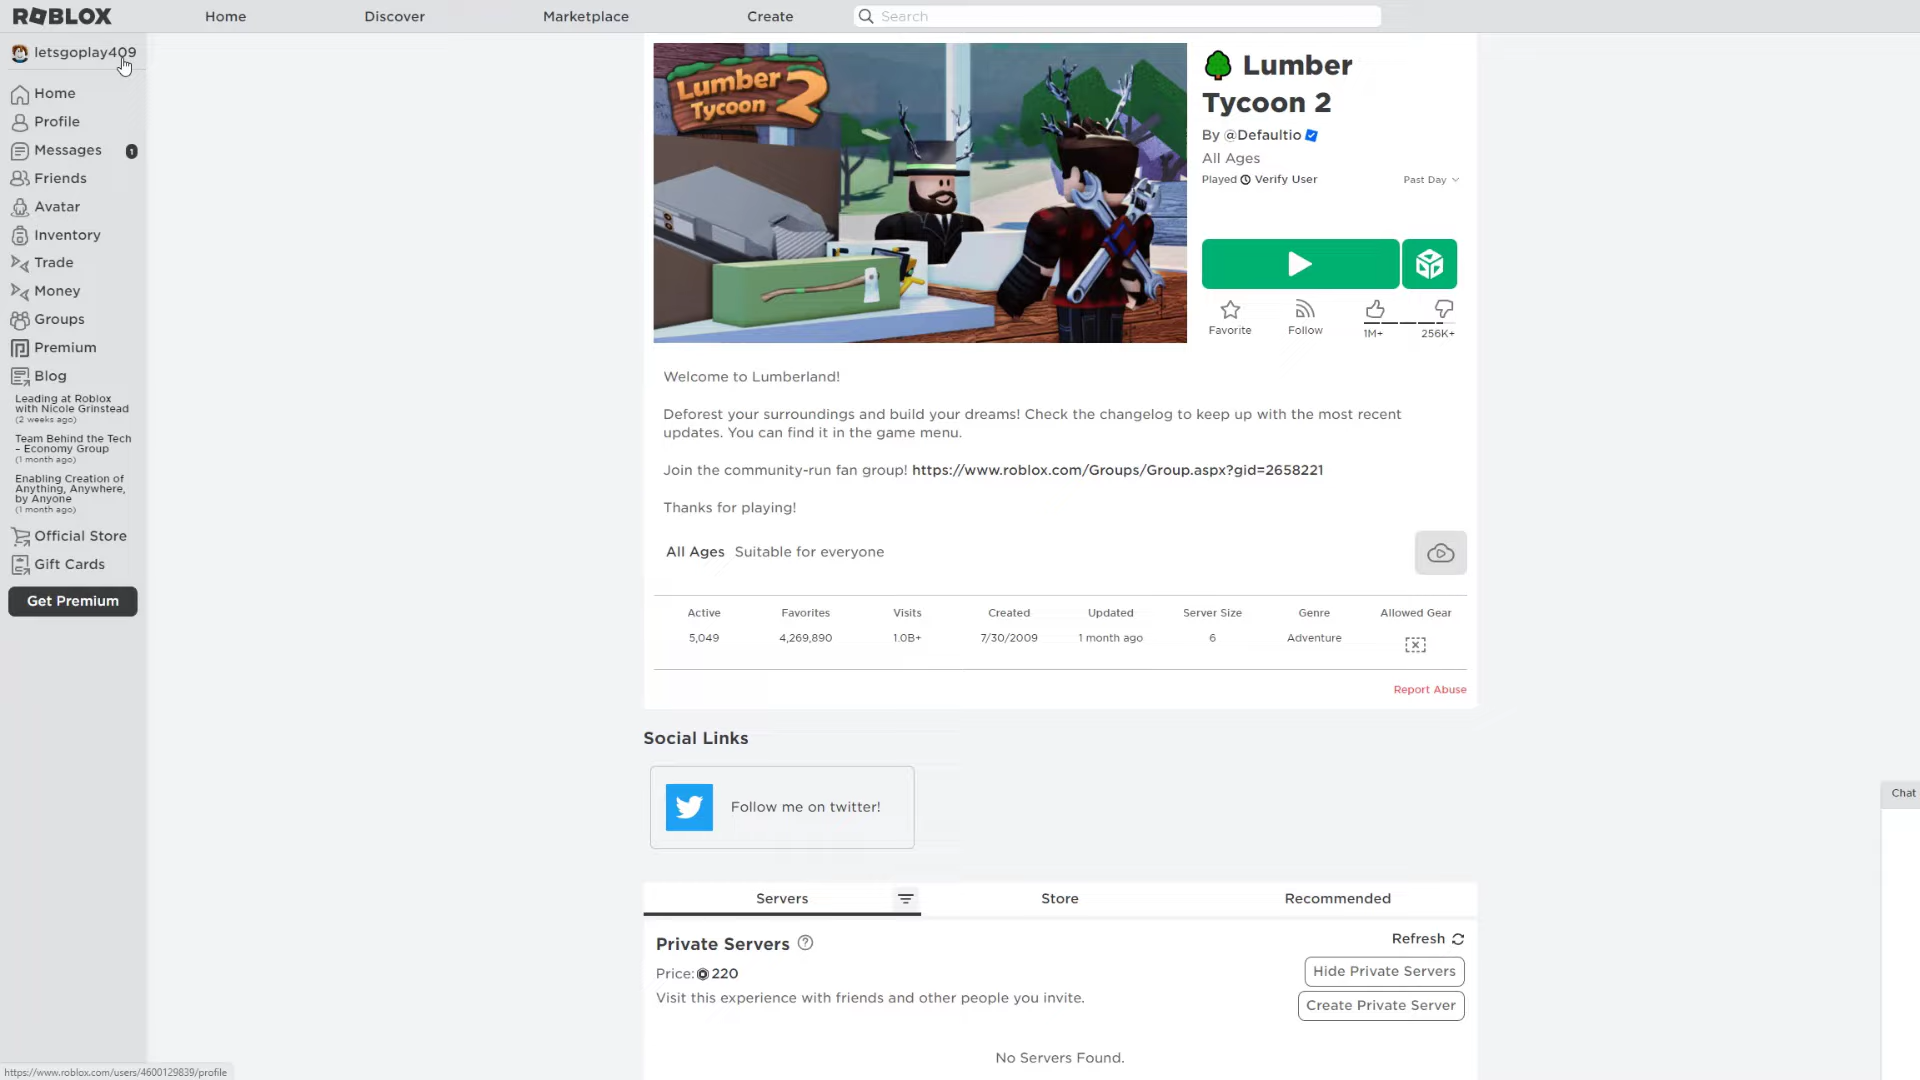 ROBLOX
Home
Discover
Marketplace
Create
Search
letsgoplay409
Home
Profile
Messages
1
Friends
Avatar
Inventory
Trade
Money
Groups
Premium
Blog
Leading at Roblox
with Nicole Grinstead
(2 weeks ago)
Team Behind the Tech
– Economy Group
(1 month ago)
Enabling Creation of
Anything, Anywhere,
by Anyone
(1 month ago)
Official Store
Gift Cards
Get Premium
Lumber
Tycoon 2
Lumber
Tycoon 2
By @Defaultio
All Ages
Played Verify User
Past Day
Favorite
Follow
1M+
256K+
Welcome to Lumberland!
Deforest your surroundings and build your dreams! Check the changelog to keep up with the most recent
updates. You can find it in the game menu.
Join the community-run fan group! https://www.roblox.com/Groups/Group.aspx?gid=2658221
Thanks for playing!
All Ages Suitable for everyone
Active
Favorites
Visits
Created
Updated
Server Size
Genre
Allowed Gear
5,049
4,269,890
1.0B+
7/30/2009
1 month ago
6
Adventure
Report Abuse
Social Links
Follow me on twitter!
Chat
Servers
Store
Recommended
Private Servers
Refresh
Price: 220
Hide Private Servers
Visit this experience with friends and other people you invite.
Create Private Server
No Servers Found.
https://www.roblox.com/users/4600129839/profile